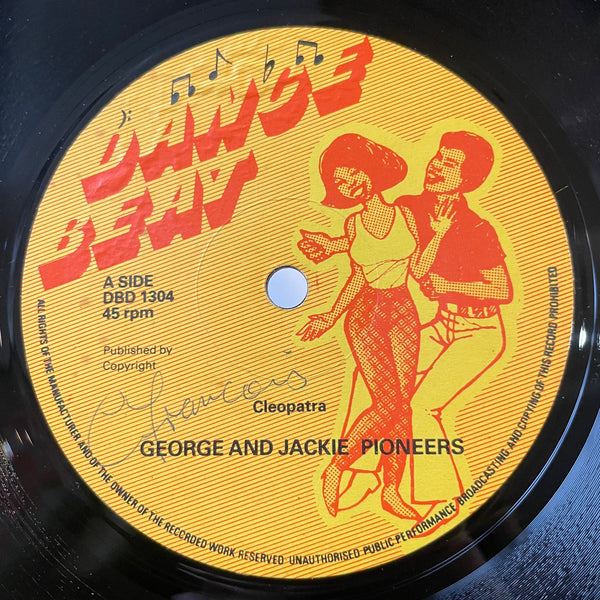 DANCE
BEAT
A SIDE
DBD 1304
45 rpm
Published by
Copyright
François
Cleopatra
GEORGE AND JACKIE PIONEERS
ALL RIGHTS OF THE MANUFACTURER AND OF THE OWNER OF THE RECCRDED WORK RESERVED UNAUTHORISED PUBLIC PERFORMANCE BROADCASTING AND COPYING OF THIS RECORD PROHIBITED